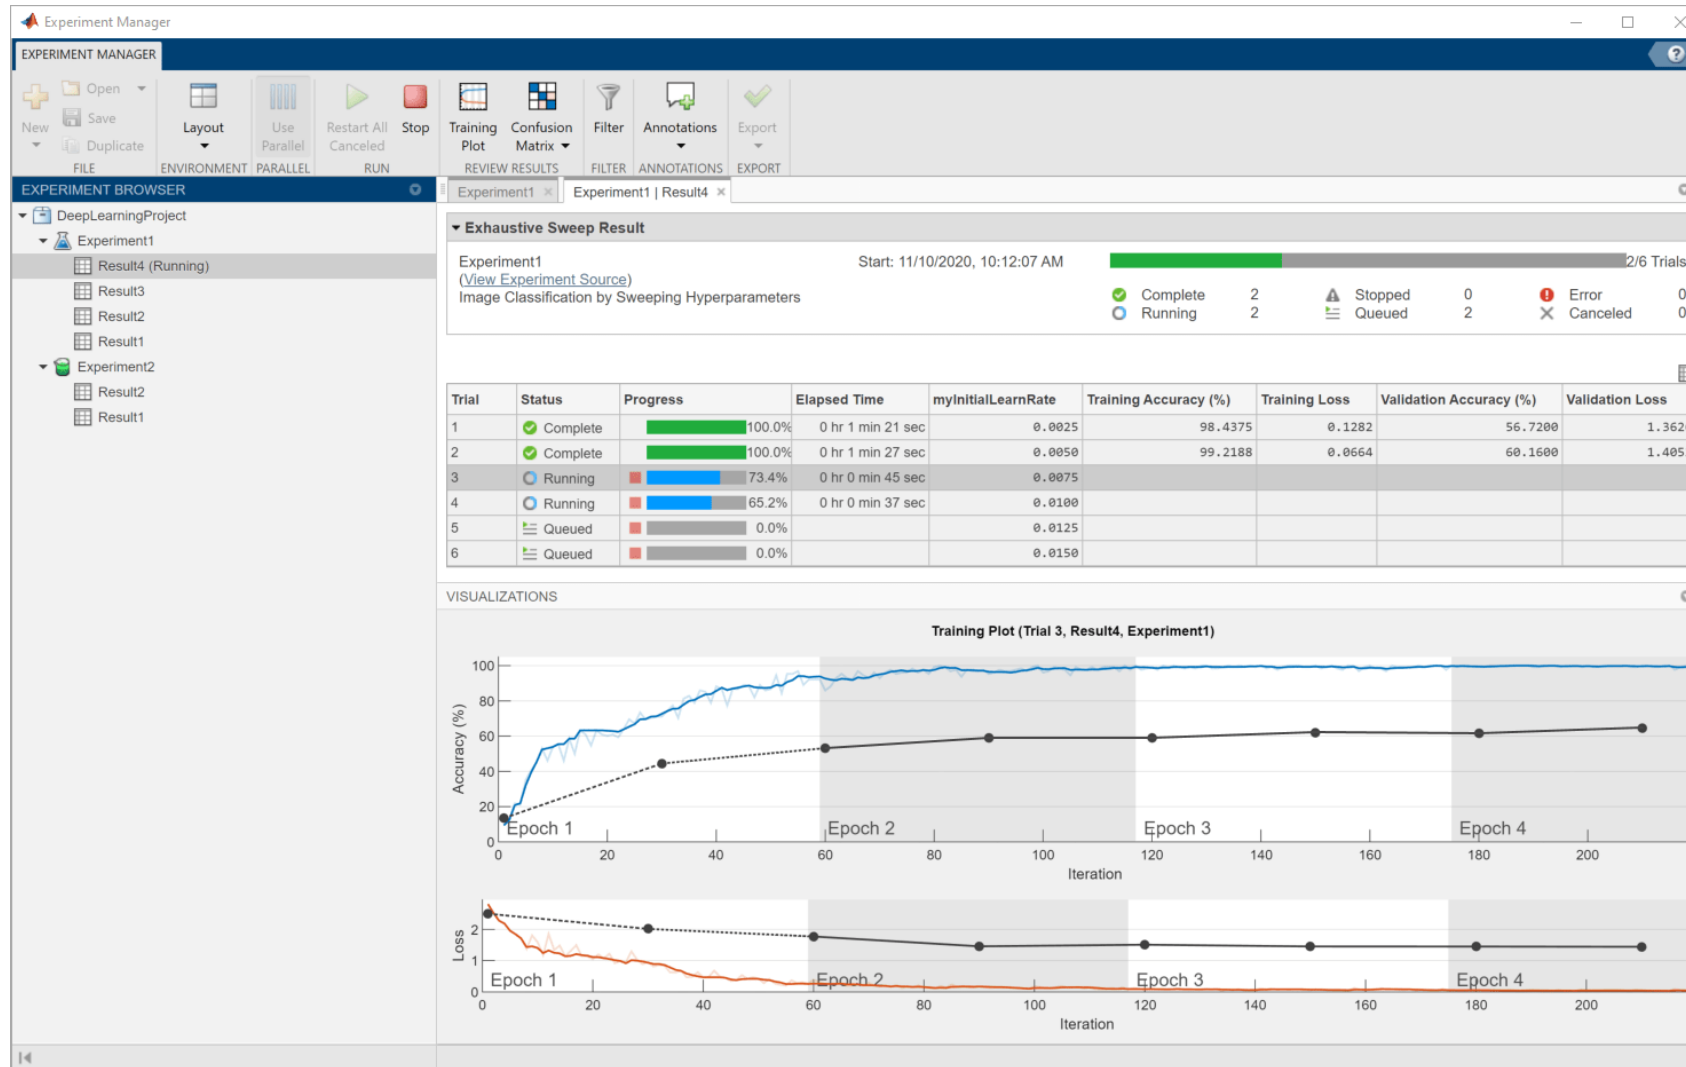 Experiment Manager
EXPERIMENT MANAGER
?
New
Open
Save
Duplicate
FILE
Layout
ENVIRONMENT
Use Parallel
PARALLEL
Restart All Canceled
Stop
RUN
Training Plot
Confusion Matrix
REVIEW RESULTS
Filter
FILTER
Annotations
ANNOTATIONS
Export
EXPORT
EXPERIMENT BROWSER
DeepLearningProject
Experiment1
Result4 (Running)
Result3
Result2
Result1
Experiment2
Result2
Result1
Experiment1 × Experiment1 | Result4 ×
Exhaustive Sweep Result
Experiment1
(View Experiment Source)
Image Classification by Sweeping Hyperparameters
Start: 11/10/2020, 10:12:07 AM
2/6 Trials
Complete 2 Stopped 0 Error 0
Running 2 Queued 2 Canceled 0
Trial Status Progress Elapsed Time myInitialLearnRate Training Accuracy (%) Training Loss Validation Accuracy (%) Validation Loss
1 Complete 100.0% 0 hr 1 min 21 sec 0.0025 98.4375 0.1282 56.7200 1.362
2 Complete 100.0% 0 hr 1 min 27 sec 0.0050 99.2188 0.0664 60.1600 1.405
3 Running 73.4% 0 hr 0 min 45 sec 0.0075
4 Running 65.2% 0 hr 0 min 37 sec 0.0100
5 Queued 0.0% 0.0125
6 Queued 0.0% 0.0150
VISUALIZATIONS
Training Plot (Trial 3, Result4, Experiment1)
Accuracy (%)
100
80
60
40
20
0
Epoch 1 Epoch 2 Epoch 3 Epoch 4
0 20 40 60 80 100 120 140 160 180 200
Iteration
Loss
2
1
0
Epoch 1 Epoch 2 Epoch 3 Epoch 4
0 20 40 60 80 100 120 140 160 180 200
Iteration